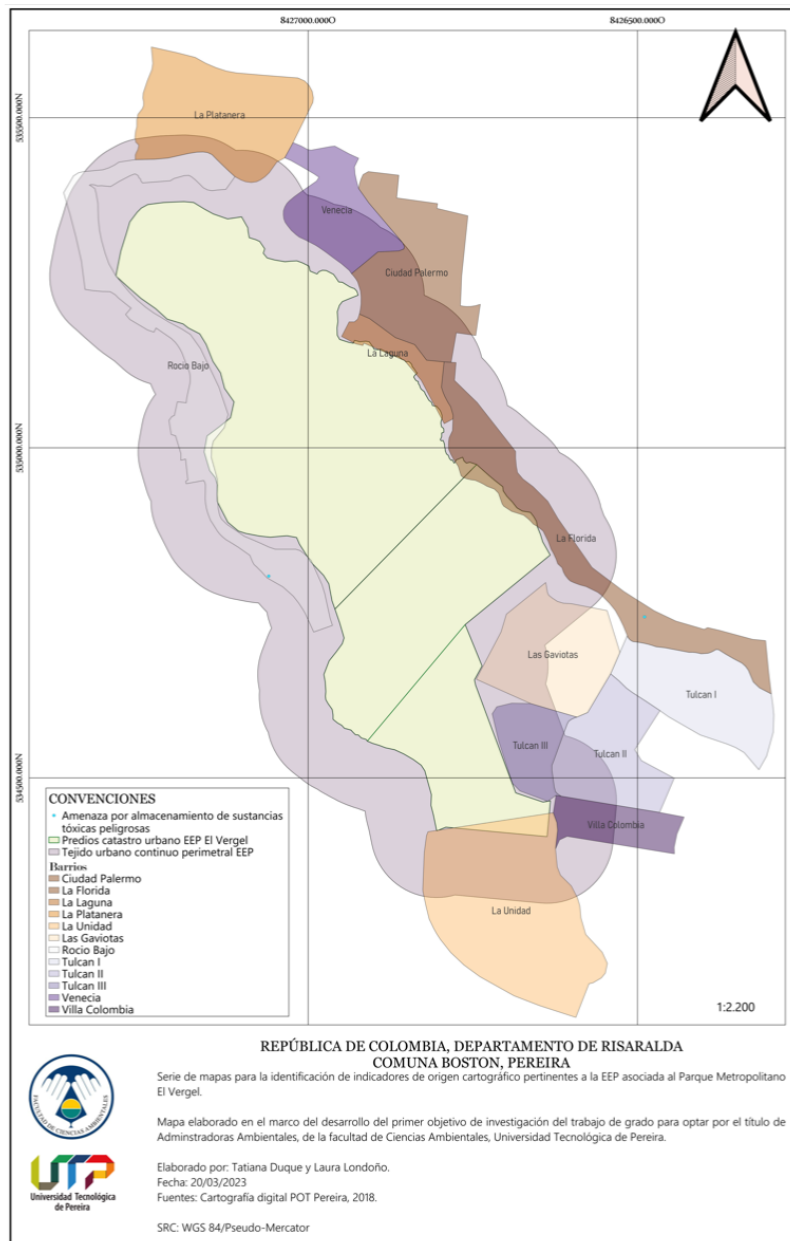 8427000.000O
8426500.000O
535500.000N
La Platanera
Venecia
Ciudad Palermo
La Laguna
Rocio Bajo
535000.000N
La Florida
Las Gaviotas
Tulcan I
Tulcan III
Tulcan II
534500.000N
Villa Colombia
La Unidad
CONVENCIONES
Amenaza por almacenamiento de sustancias
tóxicas peligrosas
Predios catastro urbano EEP El Vergel
Tejido urbano continuo perimetral EEP
Barrios
Ciudad Palermo
La Florida
La Laguna
La Platanera
La Unidad
Las Gaviotas
Rocio Bajo
Tulcan I
Tulcan II
Tulcan III
Venecia
Villa Colombia
1:2.200
REPÚBLICA DE COLOMBIA, DEPARTAMENTO DE RISARALDA
COMUNA BOSTON, PEREIRA
Serie de mapas para la identificación de indicadores de origen cartográfico pertinentes a la EEP asociada al Parque Metropolitano
El Vergel.
Mapa elaborado en el marco del desarrollo del primer objetivo de investigación del trabajo de grado para optar por el título de
Adminstradoras Ambientales, de la facultad de Ciencias Ambientales, Universidad Tecnológica de Pereira.
Elaborado por: Tatiana Duque y Laura Londoño.
Fecha: 20/03/2023
Fuentes: Cartografía digital POT Pereira, 2018.
SRC: WGS 84/Pseudo-Mercator
FACULTAD DE CIENCIAS AMBIENTALES
UTP
Universidad Tecnológica
de Pereira